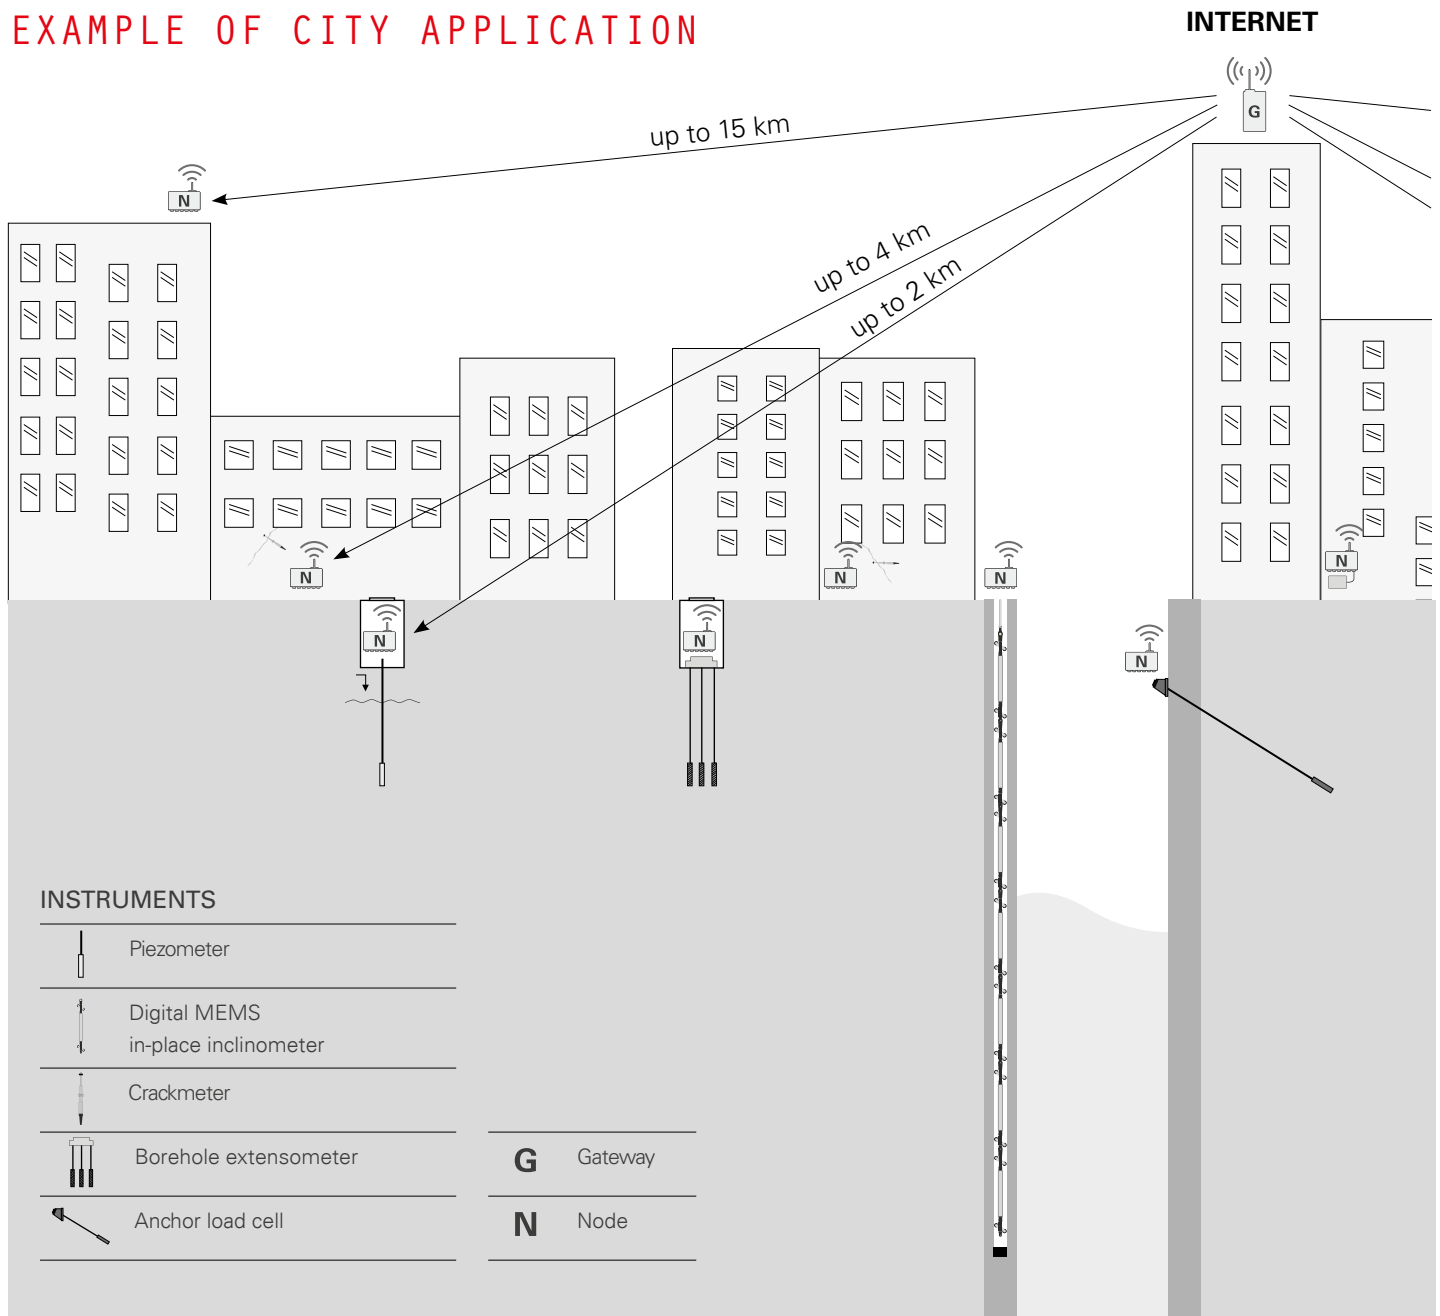 EXAMPLE OF CITY APPLICATION
INTERNET
G
up to 15 km
N
up to 4 km
up to 2 km
N
N
N
N
N
N
N
INSTRUMENTS
Piezometer
Digital MEMS
in-place inclinometer
Crackmeter
Borehole extensometer
G Gateway
Anchor load cell
N Node